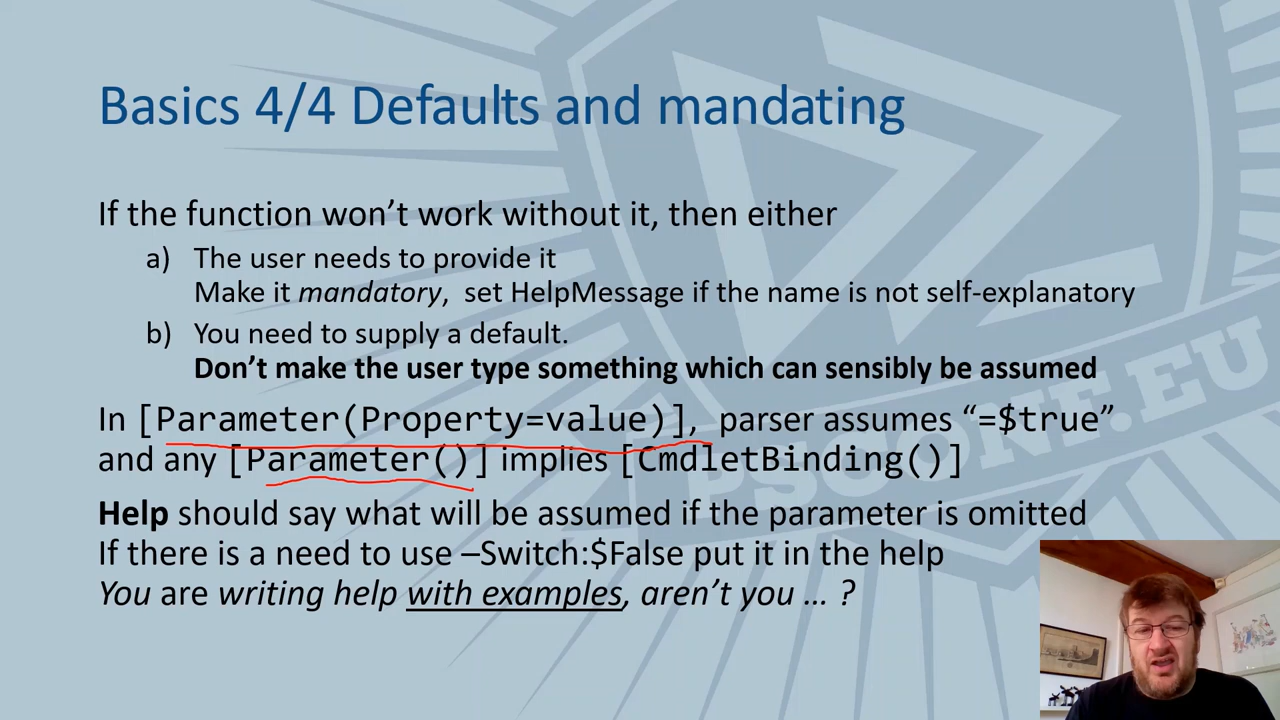 Basics 4/4 Defaults and mandating
If the function won’t work without it, then either
a) The user needs to provide it
Make it mandatory, set HelpMessage if the name is not self-explanatory
b) You need to supply a default.
Don’t make the user type something which can sensibly be assumed
In [Parameter(Property=value)], parser assumes “=$true”
and any [Parameter()] implies [CmdletBinding()]
Help should say what will be assumed if the parameter is omitted
If there is a need to use –Switch:$False put it in the help
You are writing help with examples, aren’t you … ?
PSCONF.EU